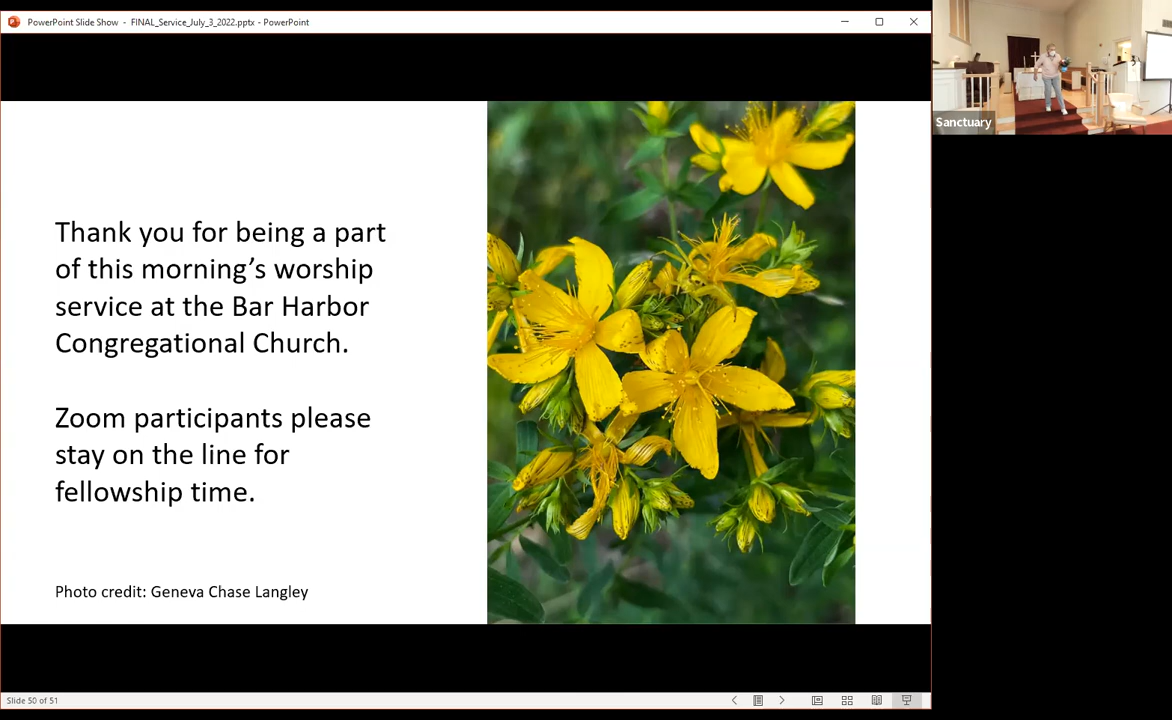 PowerPoint Slide Show - FINAL_Service_July_3_2022.pptx - PowerPoint
Sanctuary
Thank you for being a part
of this morning’s worship
service at the Bar Harbor
Congregational Church.
Zoom participants please
stay on the line for
fellowship time.
Photo credit: Geneva Chase Langley
Slide 50 of 51